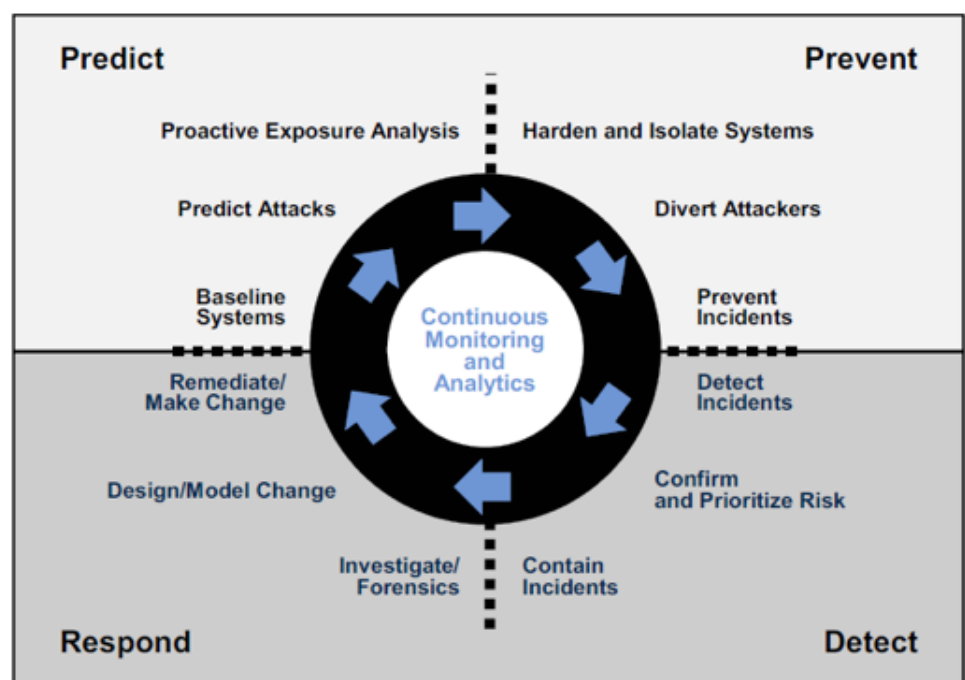 Predict
Prevent
Proactive Exposure Analysis
Harden and Isolate Systems
Predict Attacks
Divert Attackers
Baseline
Systems
Prevent
Incidents
Continuous
Monitoring
and
Analytics
Remediate/
Make Change
Detect
Incidents
Design/Model Change
Confirm
and Prioritize Risk
Investigate/
Forensics
Contain
Incidents
Respond
Detect